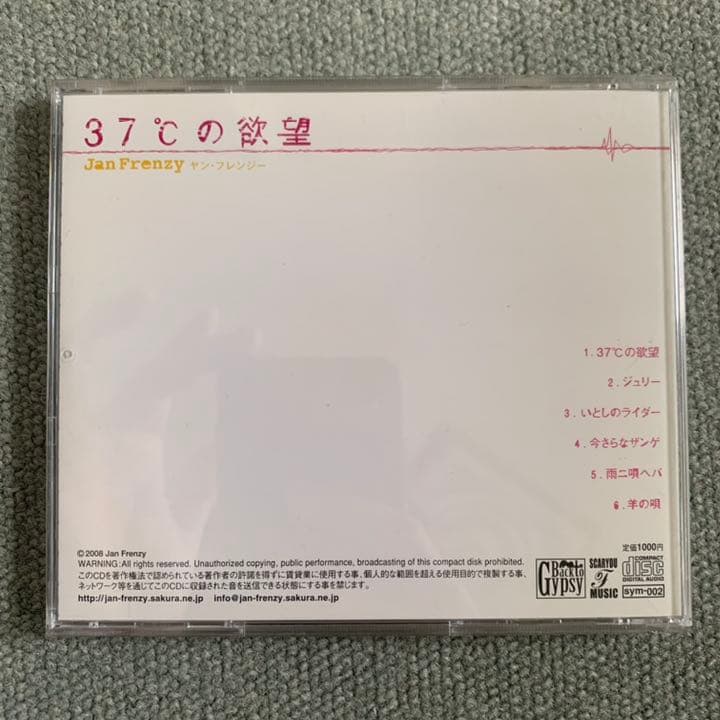 37℃の欲望
Jan Frenzy ヤン・フレンジー
1.37℃の欲望
2.ジュリー
3.いとしのライダー
4.今さらなザンゲ
5.雨ニ唄ヘバ
6.羊の唄
©2008 Jan Frenzy
WARNING:All rights reserved. Unauthorized copying, public performance, broadcasting of this compact disk prohibited.
このCDを著作権法で認められている著作者の許諾を得ずに賃貸業に使用する事、個人的な範囲を超える使用目的で複製する事、
ネットワーク等を通じてこのCDに収録された音を送信できる状態にする事を禁じます。
http://jan-frenzy.sakura.ne.jp info@jan-frenzy.sakura.ne.jp
Back to Gypsy
SCARYOU
MUSIC
定価1000円
COMPACT
disc
DIGITAL AUDIO
sym-002